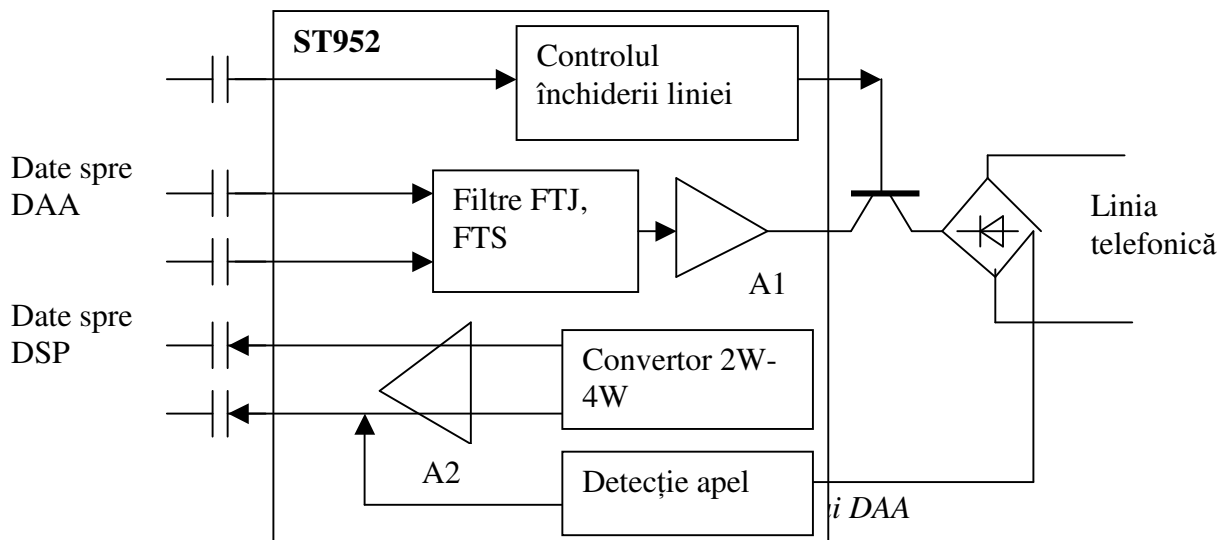 ST952
Controlul
închiderii liniei
Date spre
DAA
Filtre FTJ,
FTS
A1
Linia
telefonică
Date spre
DSP
Convertor 2W-
4W
A2
Detecție apel
DAA